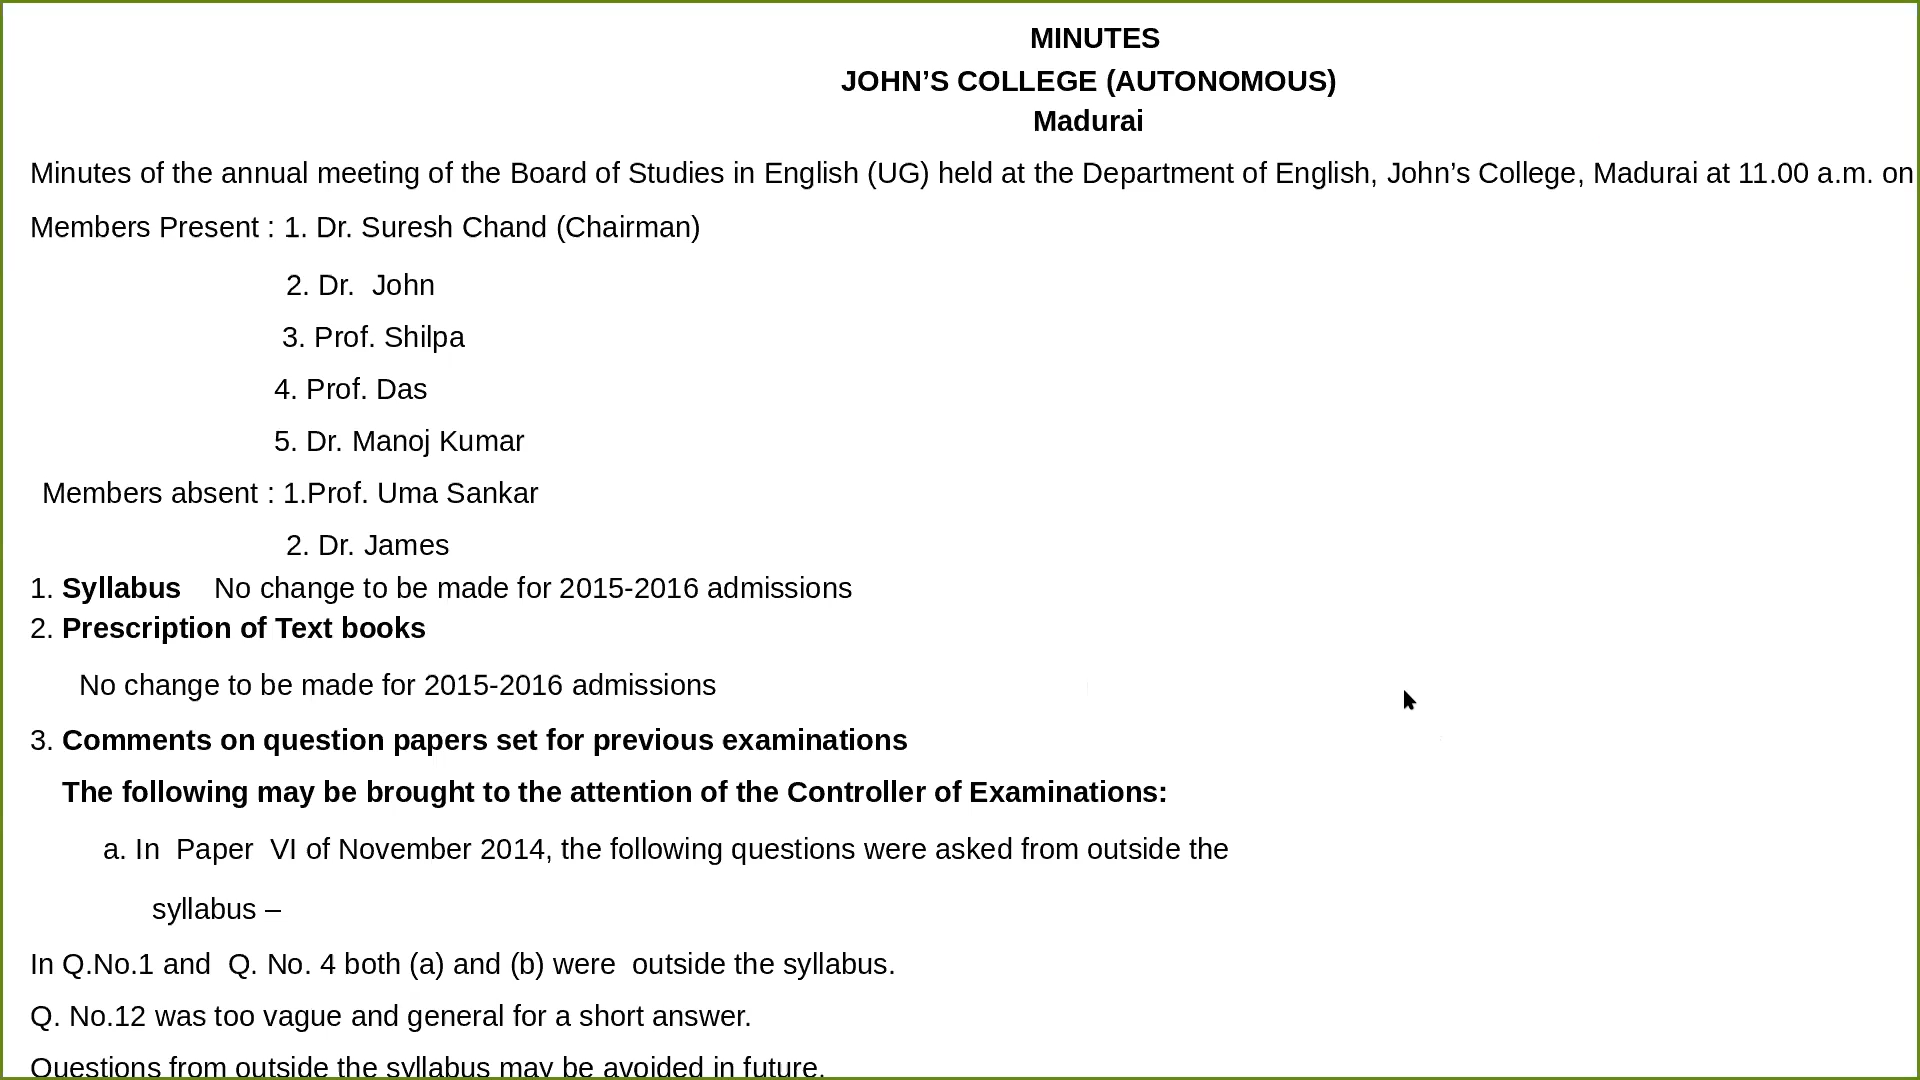 MINUTES
JOHN’S COLLEGE (AUTONOMOUS)
Madurai
Minutes of the annual meeting of the Board of Studies in English (UG) held at the Department of English, John’s College, Madurai at 11.00 a.m. on
Members Present : 1. Dr. Suresh Chand (Chairman)
2. Dr.  John
3. Prof. Shilpa
4. Prof. Das
5. Dr. Manoj Kumar
Members absent : 1.Prof. Uma Sankar
2. Dr. James
1. Syllabus    No change to be made for 2015-2016 admissions
2. Prescription of Text books
No change to be made for 2015-2016 admissions
3. Comments on question papers set for previous examinations
The following may be brought to the attention of the Controller of Examinations:
a. In  Paper  VI of November 2014, the following questions were asked from outside the
syllabus –
In Q.No.1 and  Q. No. 4 both (a) and (b) were  outside the syllabus.
Q. No.12 was too vague and general for a short answer.
Questions from outside the syllabus may be avoided in future.